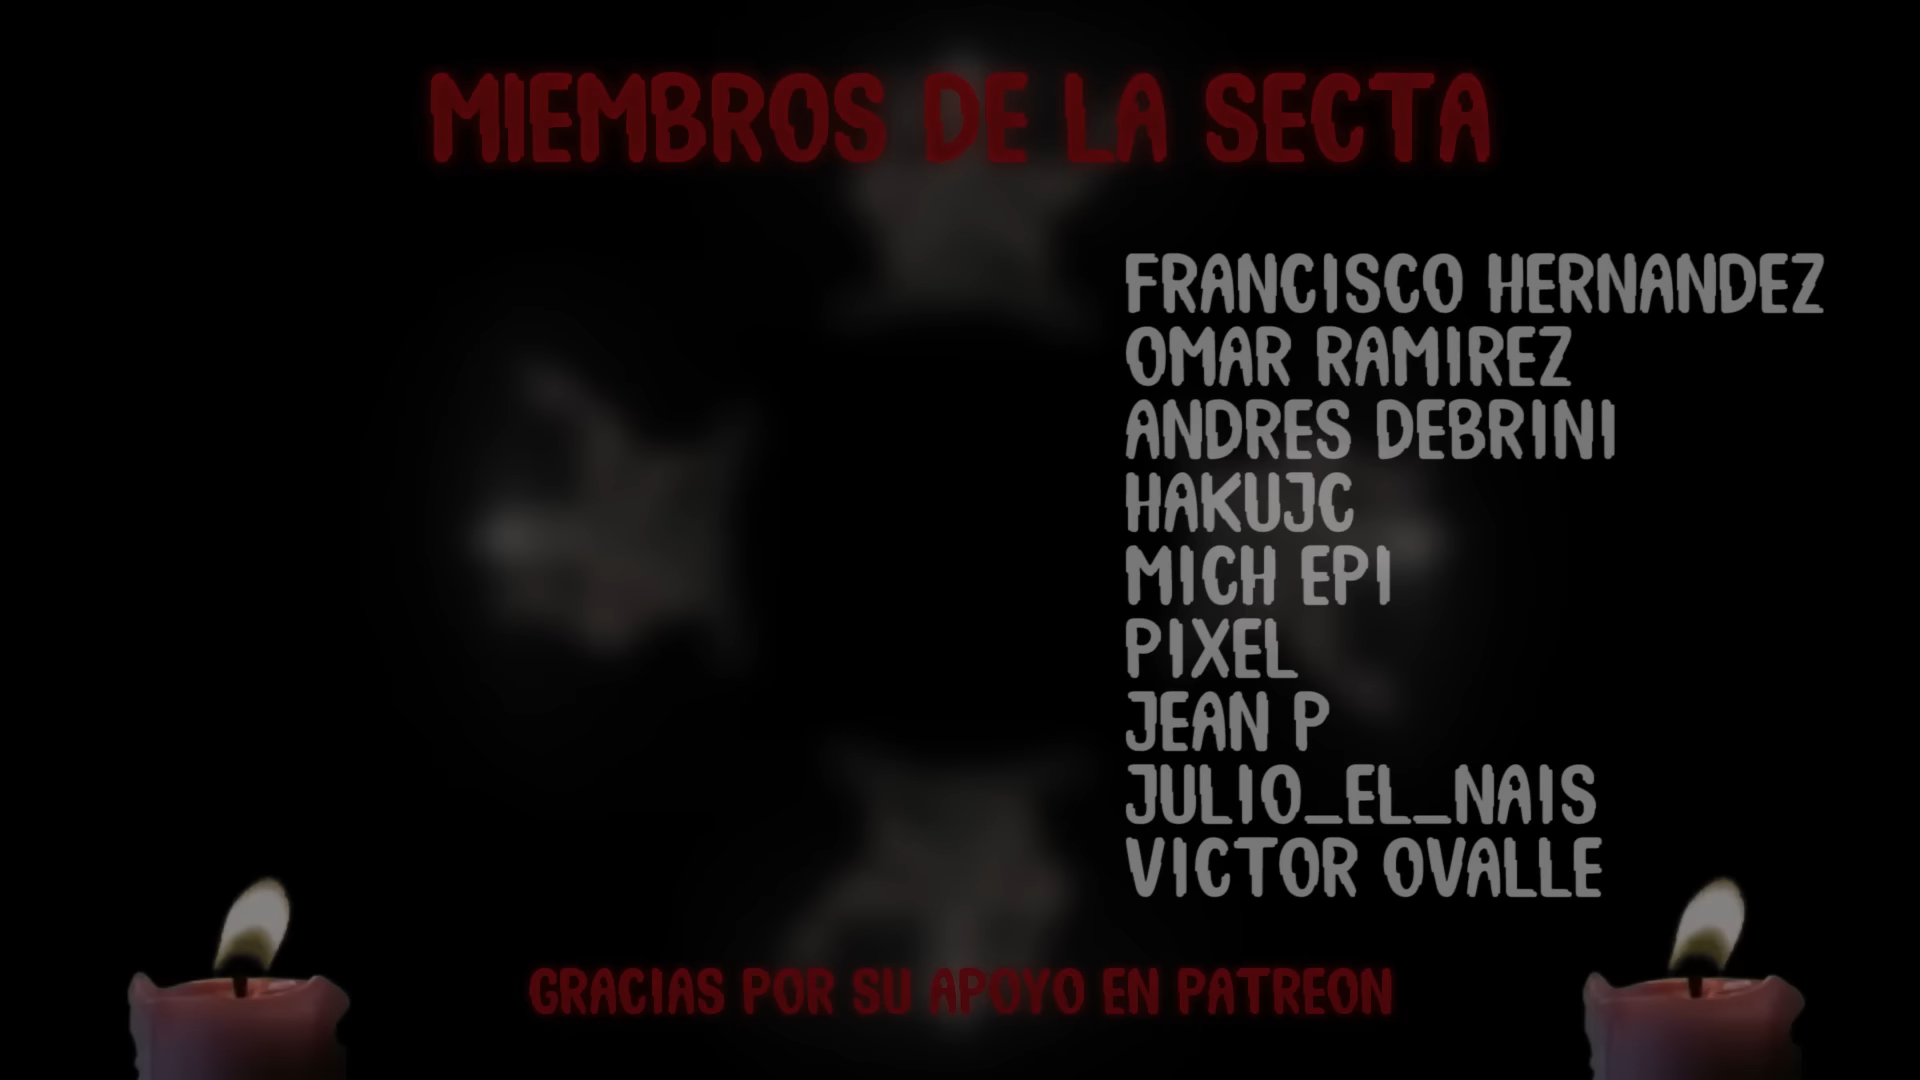 MIEMBROS DE LA SECTA
FRANCISCO HERNANDEZ
OMAR RAMIREZ
ANDRES DEBRINI
HAKUJC
MICH EPI
PIXEL
JEAN P
JULIO_EL_NAIS
VICTOR OVALLE
GRACIAS POR SU APOYO EN PATREON